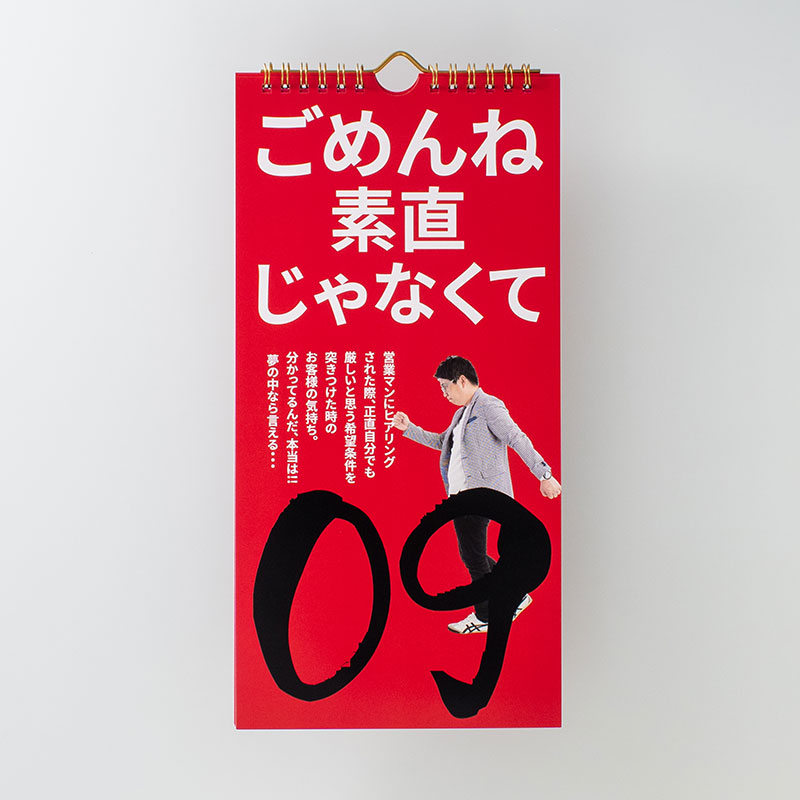 ごめんね
素直
じゃなくて
営業マンにヒアリング
された際、正直自分でも
厳しいと思う希望条件を
突きつけた時の
お客様の気持ち。
分かってるんだ、本当は!!
夢の中なら言える…
09